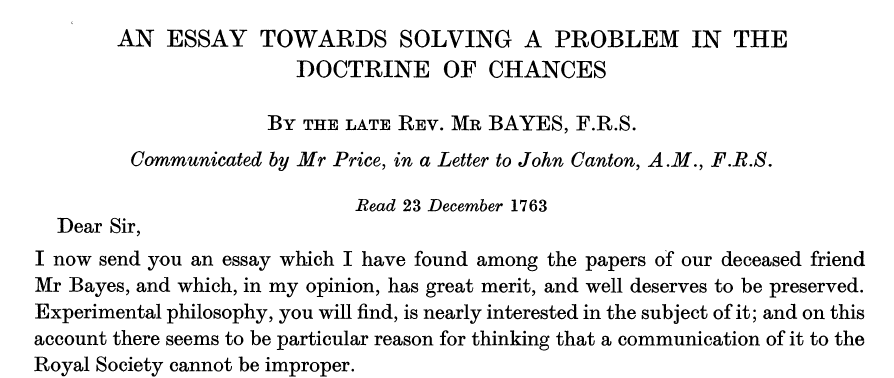 AN ESSAY TOWARDS SOLVING A PROBLEM IN THE
DOCTRINE OF CHANCES
By the late Rev. Mr BAYES, F.R.S.
Communicated by Mr Price, in a Letter to John Canton, A.M., F.R.S.
Read 23 December 1763
Dear Sir,
I now send you an essay which I have found among the papers of our deceased friend
Mr Bayes, and which, in my opinion, has great merit, and well deserves to be preserved.
Experimental philosophy, you will find, is nearly interested in the subject of it; and on this
account there seems to be particular reason for thinking that a communication of it to the
Royal Society cannot be improper.